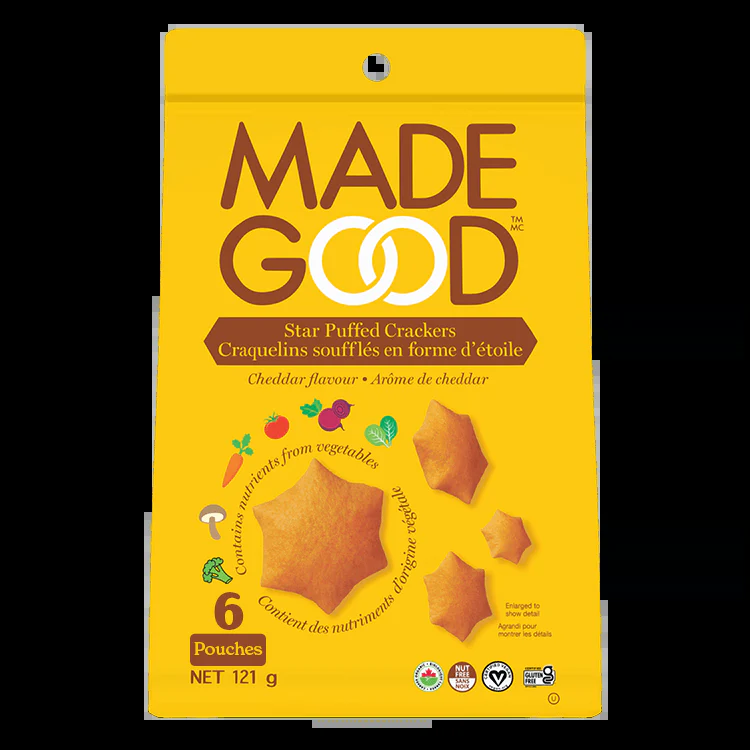 MADE
GOOD
TM
MC
Star Puffed Crackers
Craquelins soufflés en forme d'étoile
Cheddar flavour • Arôme de cheddar
Contains nutrients from vegetables
Contient des nutriments d'origine végétale
6
Pouches
NET 121 g
Enlarged to
show detail
Agrandi pour
montrer les détails
NUT
FREE
SANS
NOIX
CERTIFIED VEGAN
V
GLUTEN
FREE
U